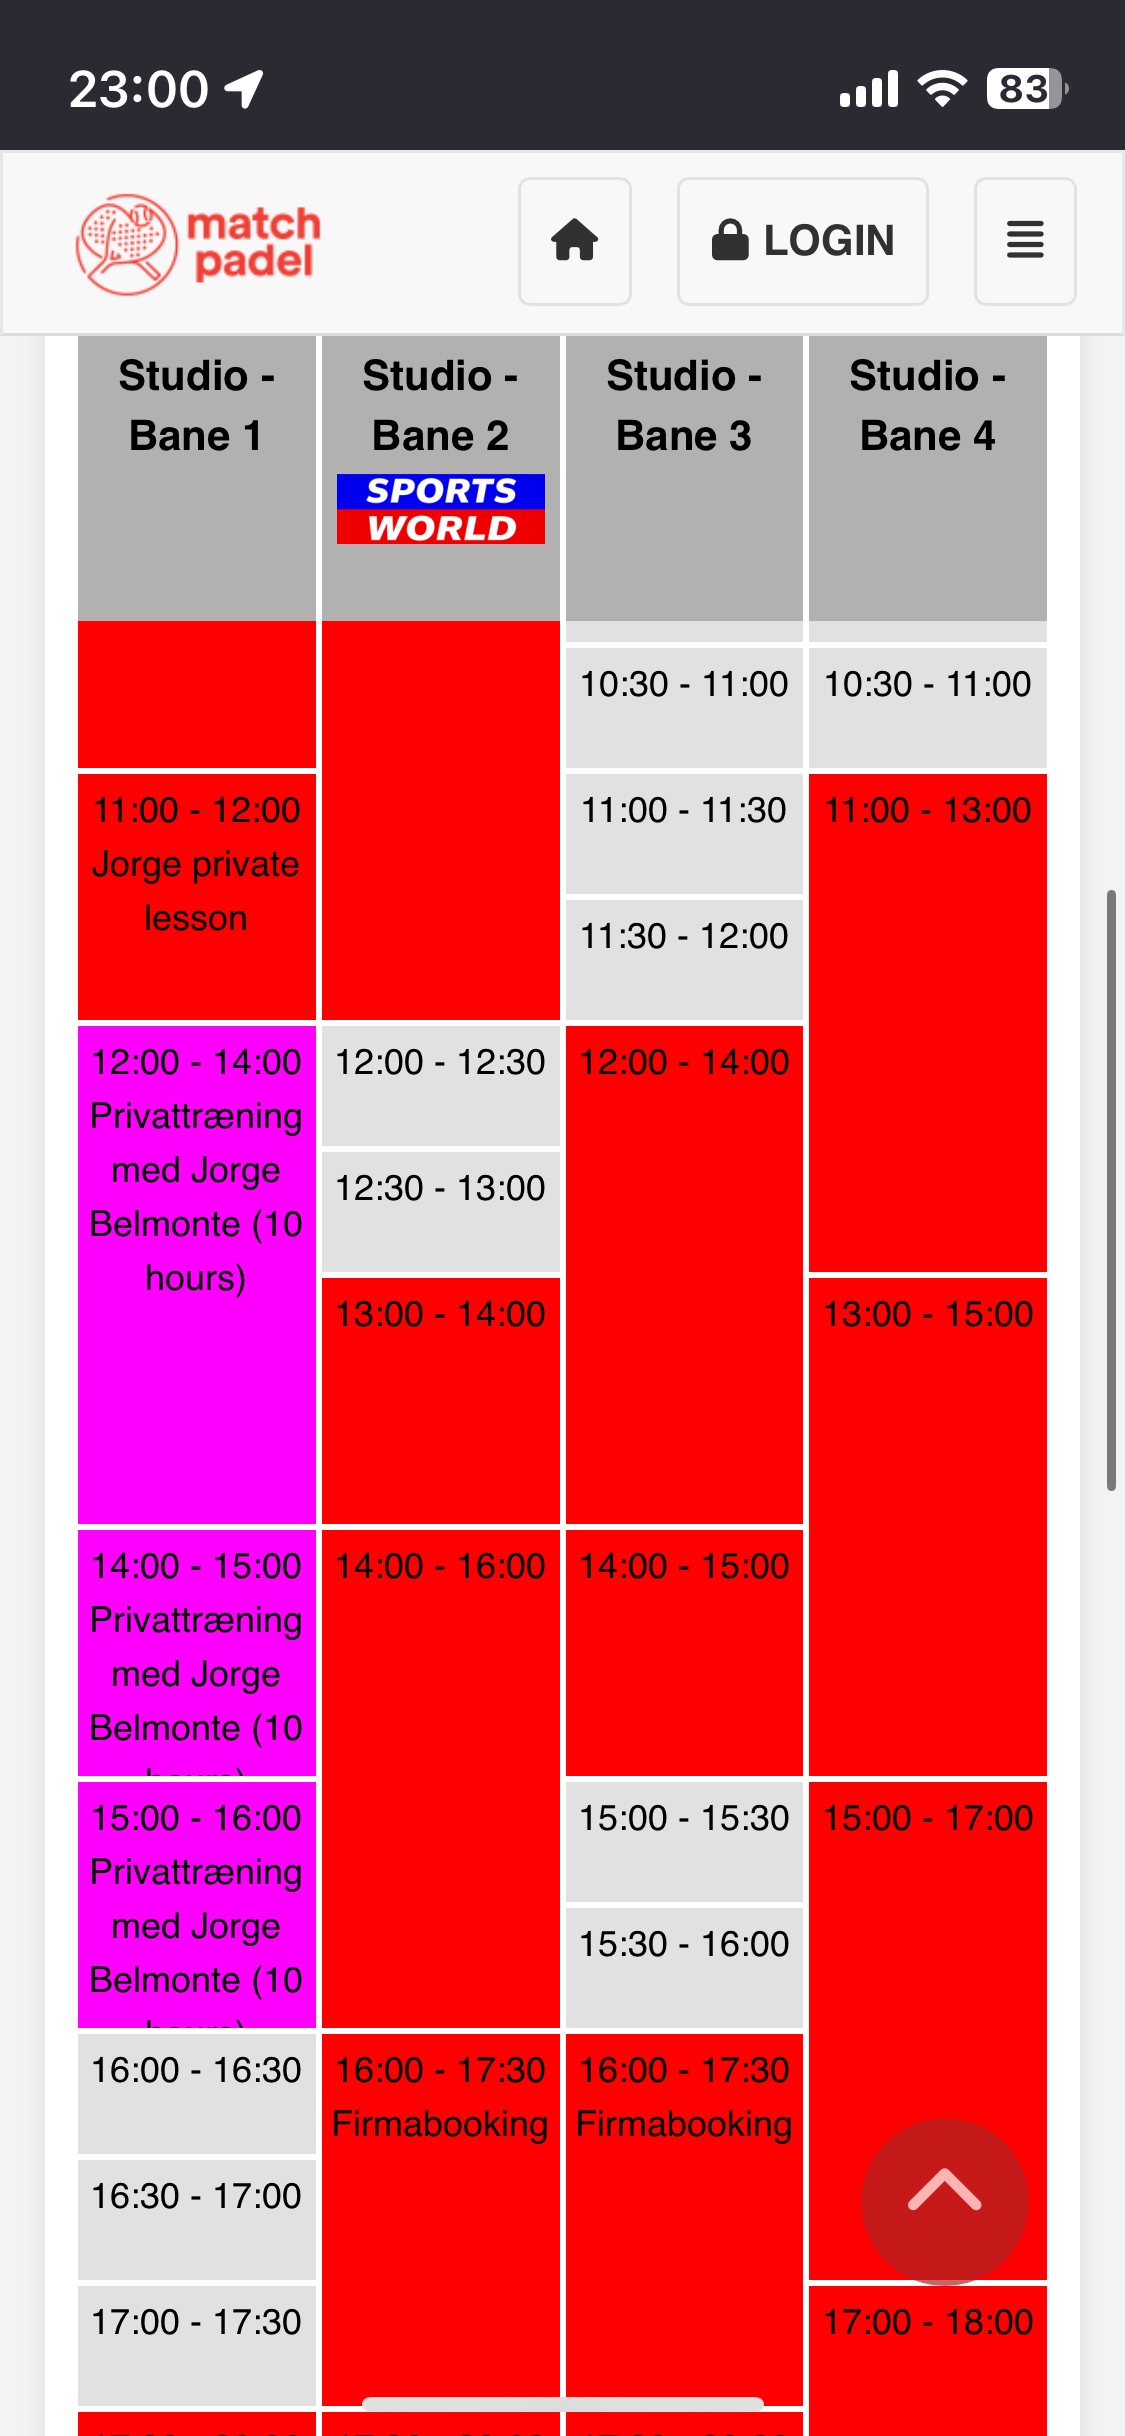 23:00
83
match
padel
LOGIN
Studio -
Bane 1
Studio -
Bane 2
SPORTS
WORLD
Studio -
Bane 3
Studio -
Bane 4
10:30 - 11:00
10:30 - 11:00
11:00 - 12:00
Jorge private
lesson
11:00 - 11:30
11:00 - 13:00
11:30 - 12:00
12:00 - 14:00
Privattræning
med Jorge
Belmonte (10
hours)
12:00 - 12:30
12:00 - 14:00
12:30 - 13:00
13:00 - 14:00
13:00 - 15:00
14:00 - 15:00
Privattræning
med Jorge
Belmonte (10
14:00 - 16:00
14:00 - 15:00
15:00 - 16:00
Privattræning
med Jorge
Belmonte (10
15:00 - 15:30
15:00 - 17:00
15:30 - 16:00
16:00 - 16:30
16:00 - 17:30
Firmabooking
16:00 - 17:30
Firmabooking
16:30 - 17:00
17:00 - 17:30
17:00 - 18:00